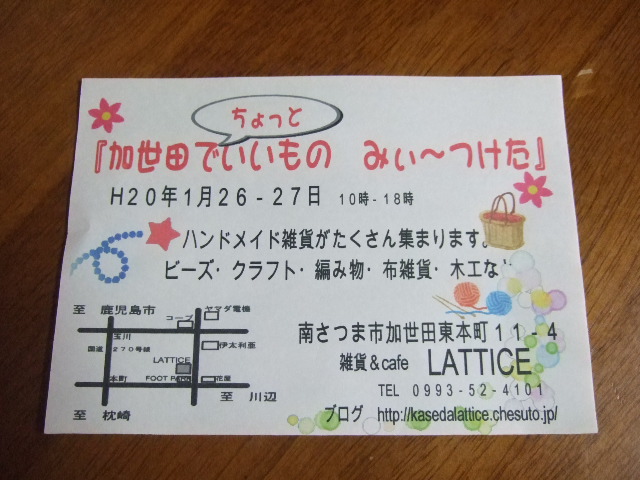 ちょっと
『加世田でいいもの みぃ～つけた』
H20年1月26-27日 10時-18時
ハンドメイド雑貨がたくさん集まります。
ビーズ・クラフト・編み物・布雑貨・木工など
至 鹿児島市
ヤマダ電機
コープ
玉川
伊太利亜
国道270号線
LATTICE
本町
FOOT PARK
花屋
至 川辺
至 枕崎
南さつま市加世田東本町11-4
雑貨&cafe LATTICE
TEL 0993-52-4101
ブログ http://kasedalattice.chesuto.jp/